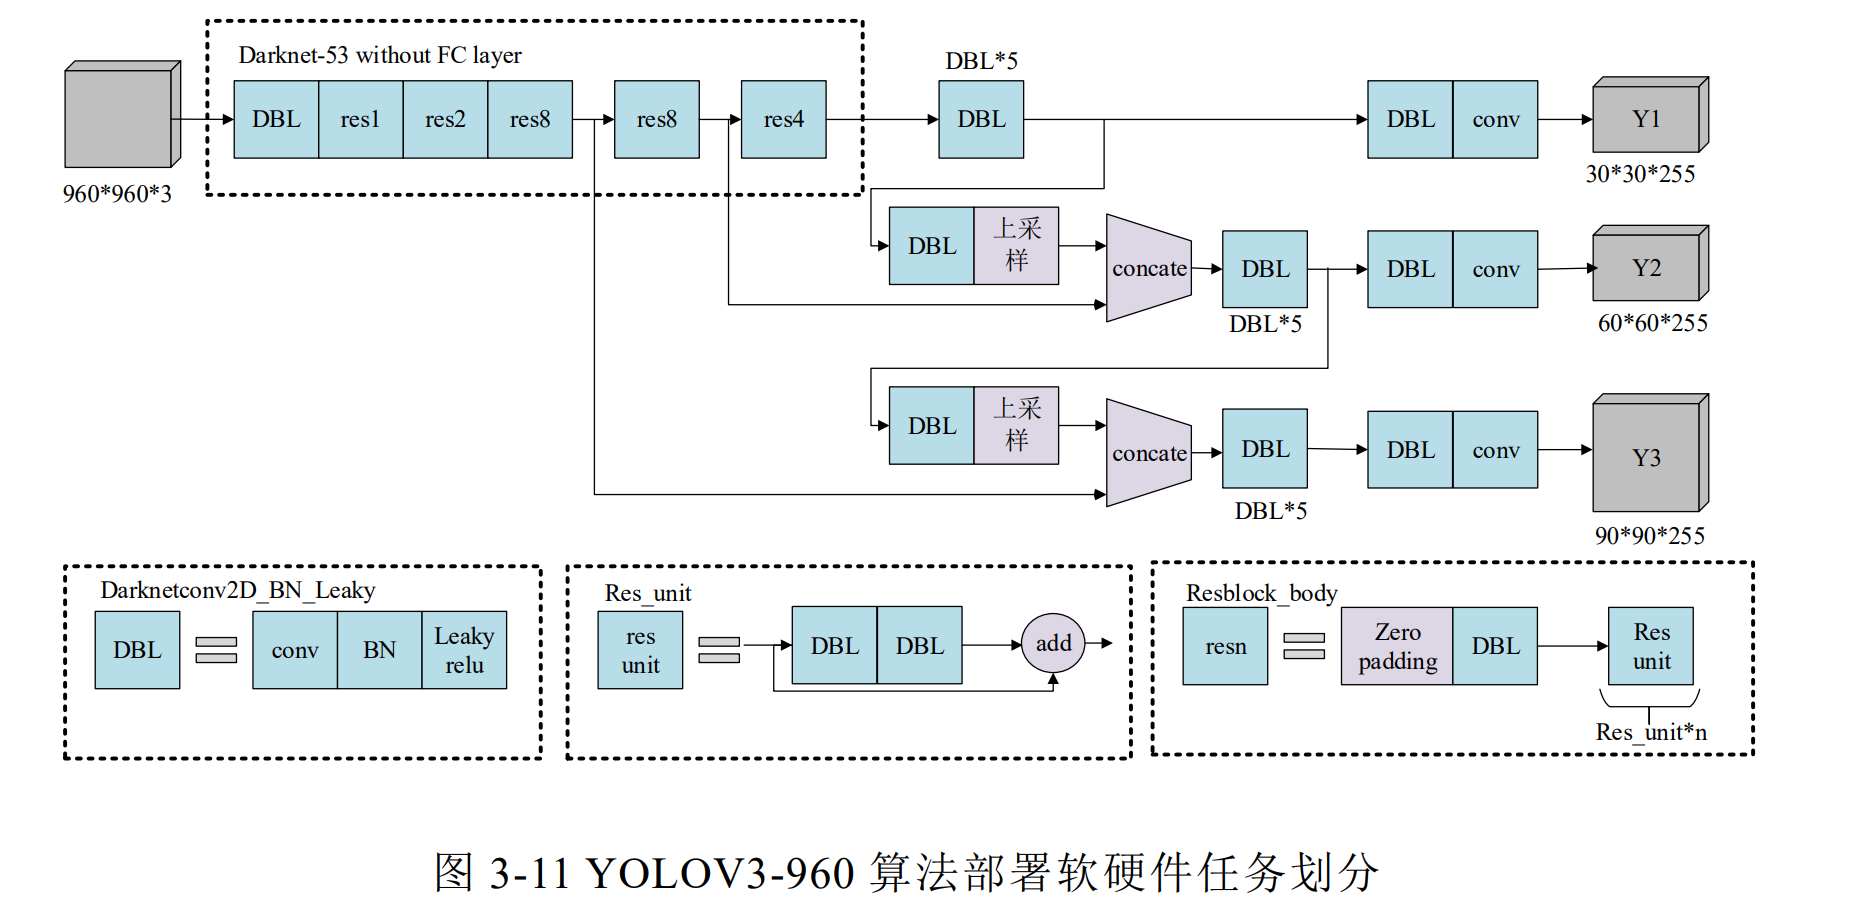 Darknet-53 without FC layer
DBL*5
DBL
res1
res2
res8
res8
res4
DBL
DBL
conv
Y1
960*960*3
30*30*255
DBL
上采
样
concate
DBL
DBL
conv
Y2
DBL*5
60*60*255
DBL
上采
样
concate
DBL
DBL
conv
Y3
DBL*5
90*90*255
Darknetconv2D_BN_Leaky
DBL
conv
BN
Leaky
relu
Res_unit
res
unit
DBL
DBL
add
Resblock_body
resn
Zero
padding
DBL
Res
unit
Res_unit*n
图 3-11 YOLOV3-960 算法部署软硬件任务划分